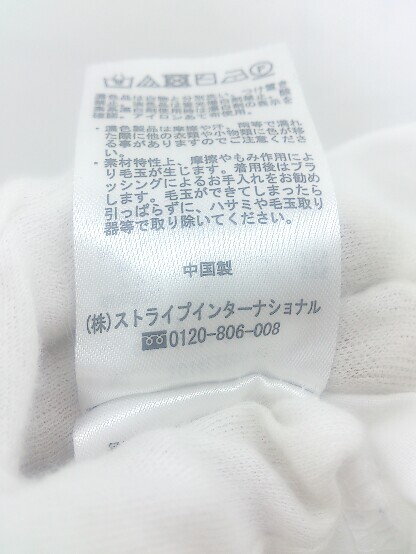 ・濃色製品は摩擦や汗、雨等で濡れ
た際に他の衣類や小物類に色が移
る事がありますのでご注意くださ
い。
・素材特性上、摩擦やもみ作用によ
り毛玉が生じます。着用後はブラ
ッシングによるお手入れをお勧め
します。毛玉ができてしまったら
引っぱらずに、ハサミや毛玉取り
器等で取り除いてください。
中国製
(株)ストライプインターナショナル
0120-806-008